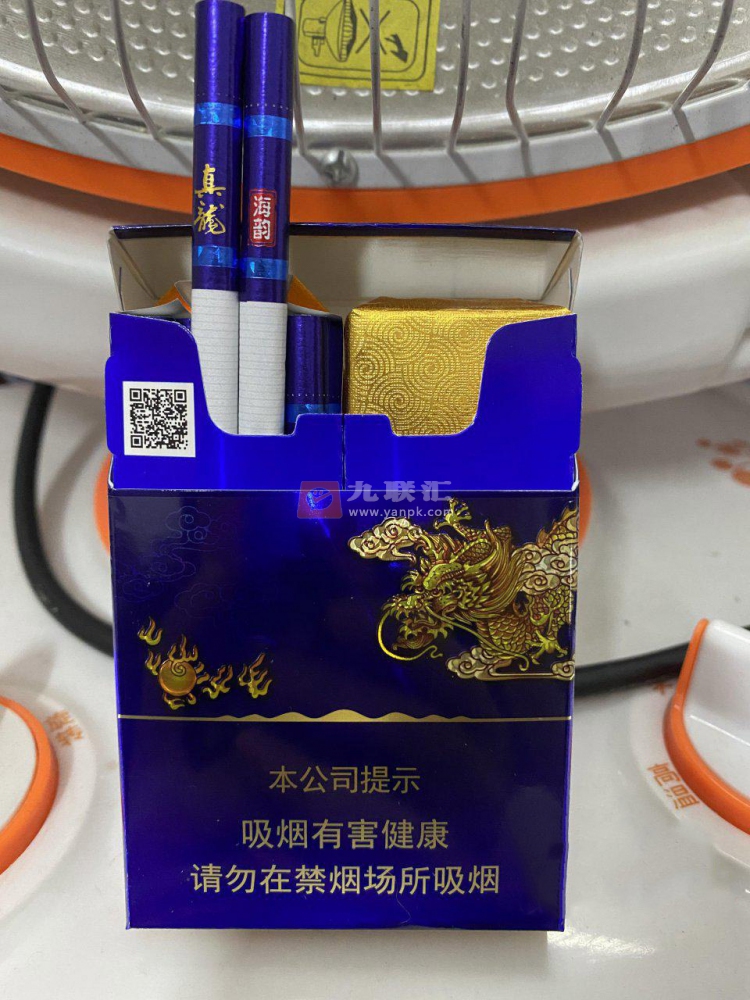 真龙
海韵
九联汇
www.yanpk.com
本公司提示
吸烟有害健康
请勿在禁烟场所吸烟
高温